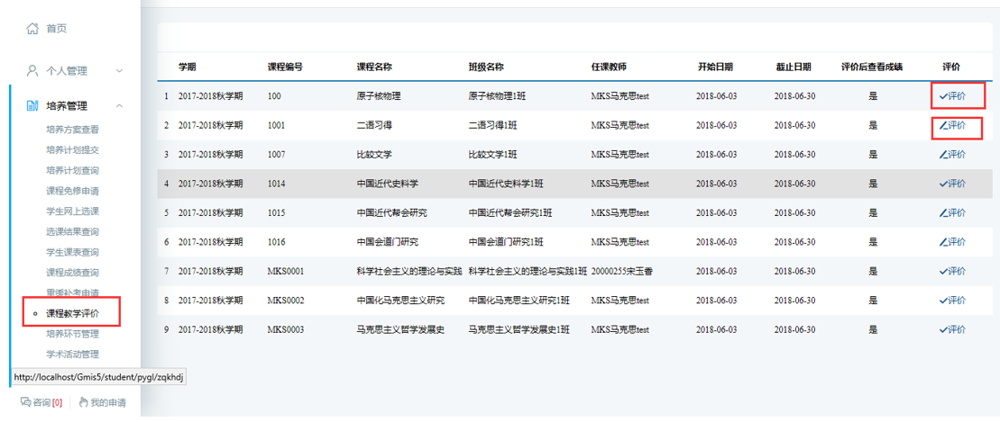 首页
个人管理
培养管理
培养方案查看
培养计划提交
培养计划查询
课程免修申请
学生网上选课
选课结果查询
学生课表查询
课程成绩查询
重缓补考申请
课程教学评价
培养环节管理
学术活动管理
http://localhost/Gmis5/student/pygl/zqkhdj
咨询[0] 我的申请
学期 课程编号 课程名称 班级名称 任课教师 开始日期 截止日期 评价后查看成绩 评价
1 2017-2018秋学期 100 原子核物理 原子核物理1班 MKS马克思test 2018-06-03 2018-06-30 是 评价
2 2017-2018秋学期 1001 二语习得 二语习得1班 MKS马克思test 2018-06-03 2018-06-30 是 评价
3 2017-2018秋学期 1007 比较文学 比较文学1班 MKS马克思test 2018-06-03 2018-06-30 是 评价
4 2017-2018秋学期 1014 中国近代史科学 中国近代史科学1班 MKS马克思test 2018-06-03 2018-06-30 是 评价
5 2017-2018秋学期 1015 中国近代帮会研究 中国近代帮会研究1班 MKS马克思test 2018-06-03 2018-06-30 是 评价
6 2017-2018秋学期 1016 中国会道门研究 中国会道门研究1班 MKS马克思test 2018-06-03 2018-06-30 是 评价
7 2017-2018秋学期 MKS0001 科学社会主义的理论与实践 科学社会主义的理论与实践1班 20000255宋玉香 2018-06-03 2018-06-30 是 评价
8 2017-2018秋学期 MKS0002 中国化马克思主义研究 中国化马克思主义研究1班 MKS马克思test 2018-06-03 2018-06-30 是 评价
9 2017-2018秋学期 MKS0003 马克思主义哲学发展史 马克思主义哲学发展史1班 MKS马克思test 2018-06-03 2018-06-30 是 评价